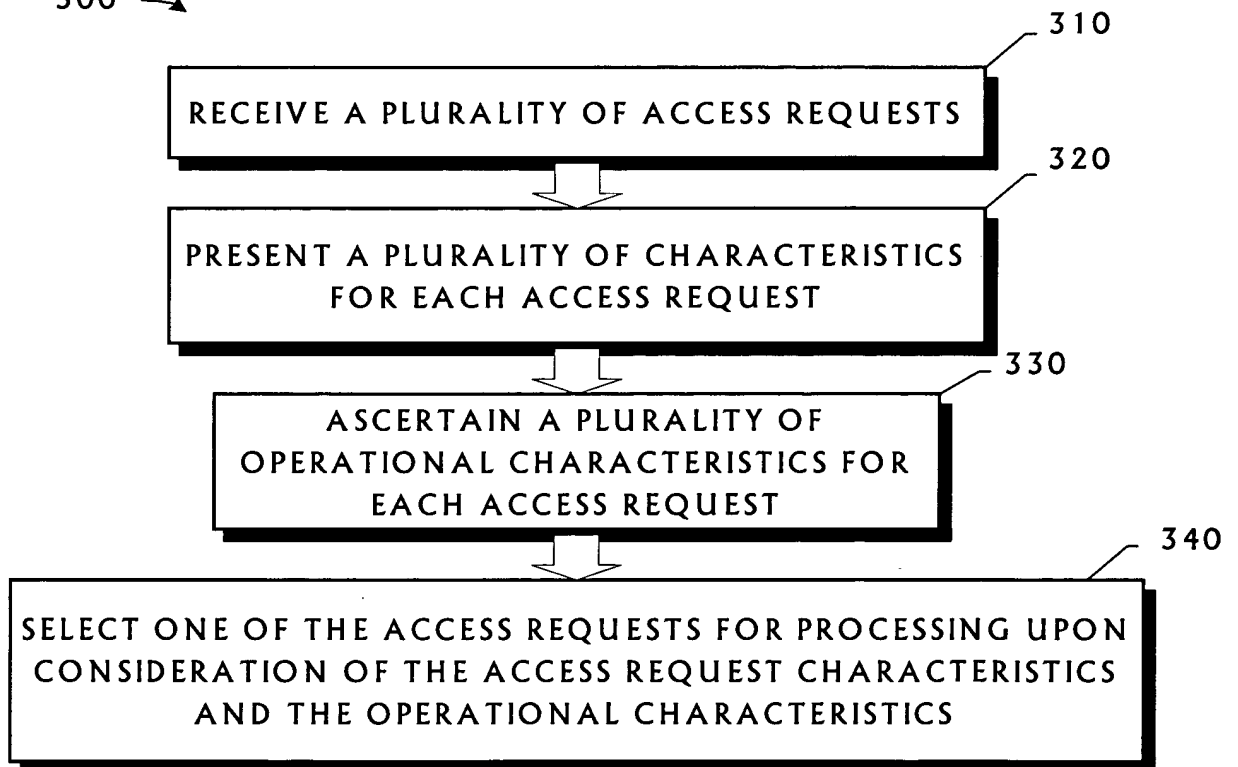 300
310
RECEIVE A PLURALITY OF ACCESS REQUESTS
320
PRESENT A PLURALITY OF CHARACTERISTICS
FOR EACH ACCESS REQUEST
330
ASCERTAIN A PLURALITY OF
OPERATIONAL CHARACTERISTICS FOR
EACH ACCESS REQUEST
340
SELECT ONE OF THE ACCESS REQUESTS FOR PROCESSING UPON
CONSIDERATION OF THE ACCESS REQUEST CHARACTERISTICS
AND THE OPERATIONAL CHARACTERISTICS